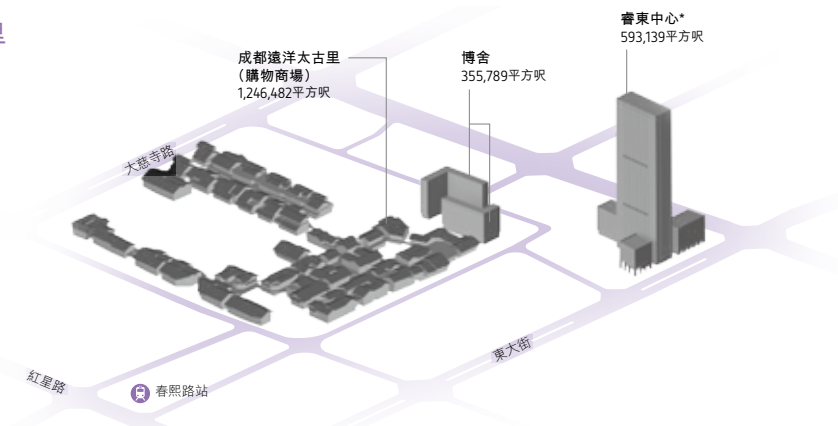 里
成都遠洋太古里
（購物商場）
1,246,482平方呎
博舍
355,789平方呎
睿東中心*
593,139平方呎
大慈寺路
東大街
紅星路
春熙路站